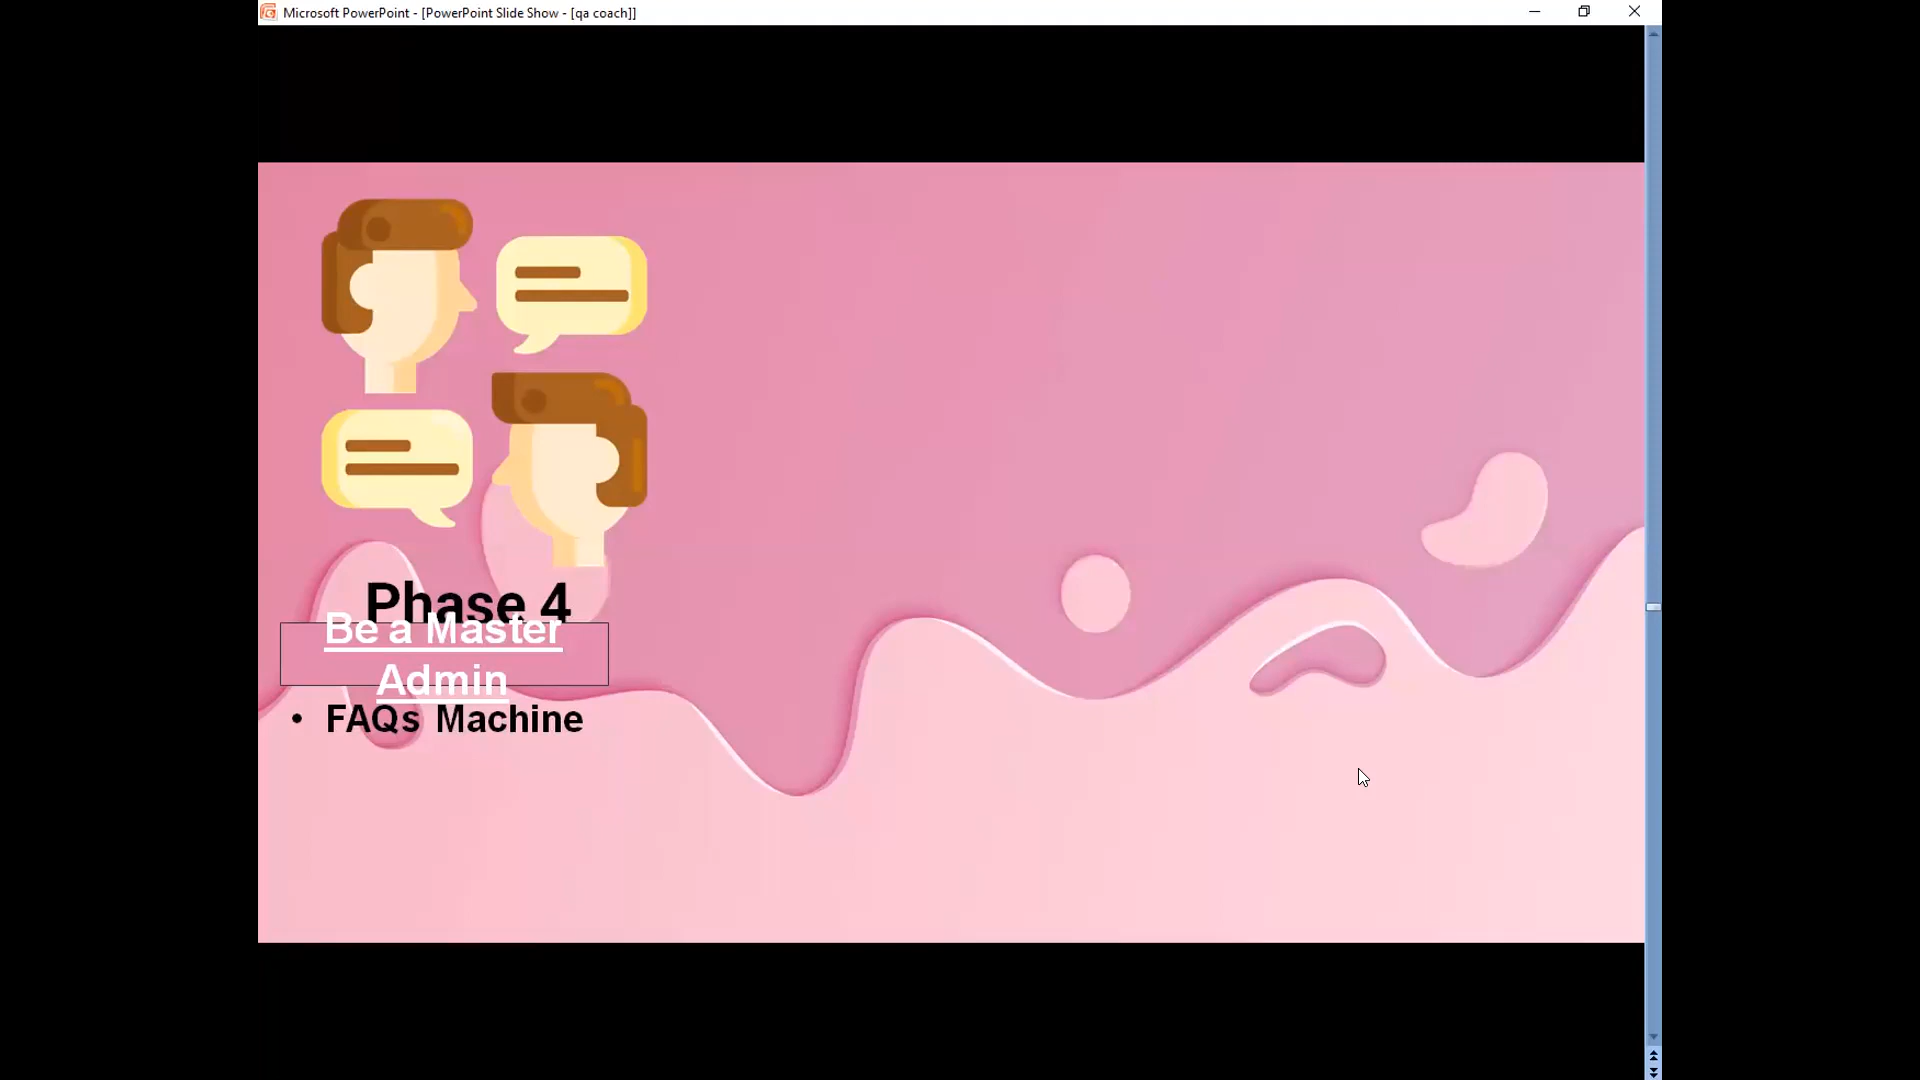 Microsoft PowerPoint - [PowerPoint Slide Show - [qa coach]]
Phase 4
Be a Master
Admin
• FAQs Machine